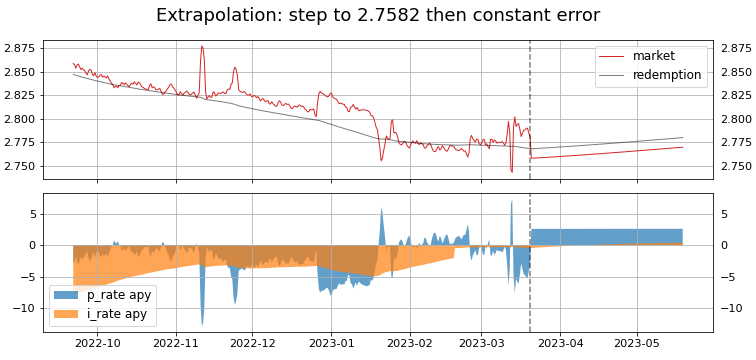 Extrapolation: step to 2.7582 then constant error
2.875 2.875
2.850 2.850
2.825 2.825
2.800 2.800
2.775 2.775
2.750 2.750
market
redemption
5 5
0 0
−5 −5
−10 −10
p_rate apy
i_rate apy
2022-10 2022-11 2022-12 2023-01 2023-02 2023-03 2023-04 2023-05